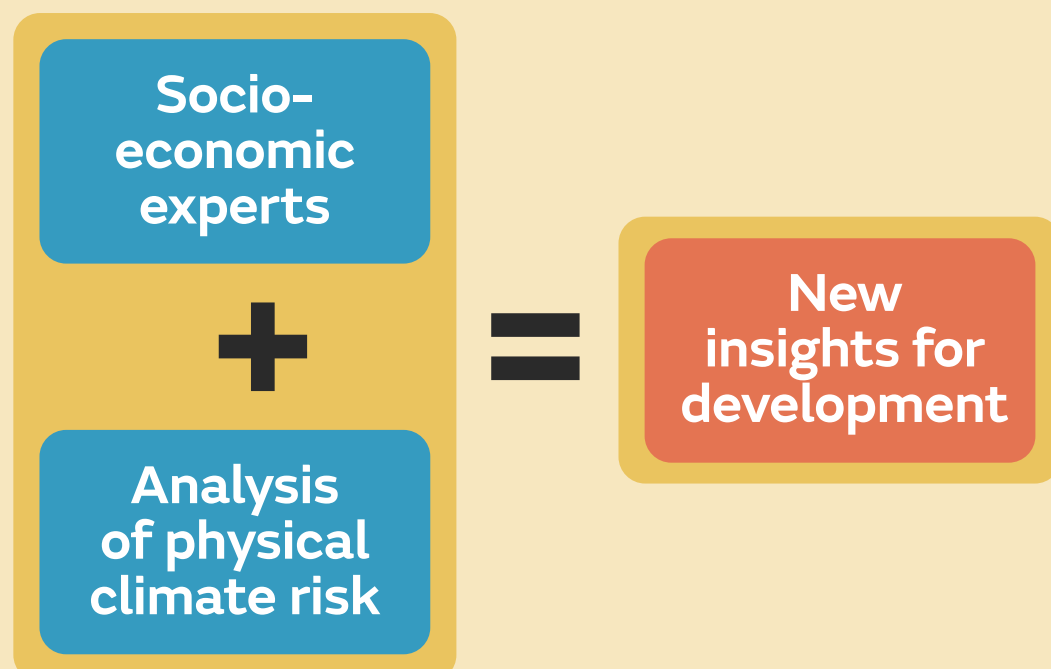 Socio-
economic
experts
+
Analysis
of physical
climate risk
=
New
insights for
development